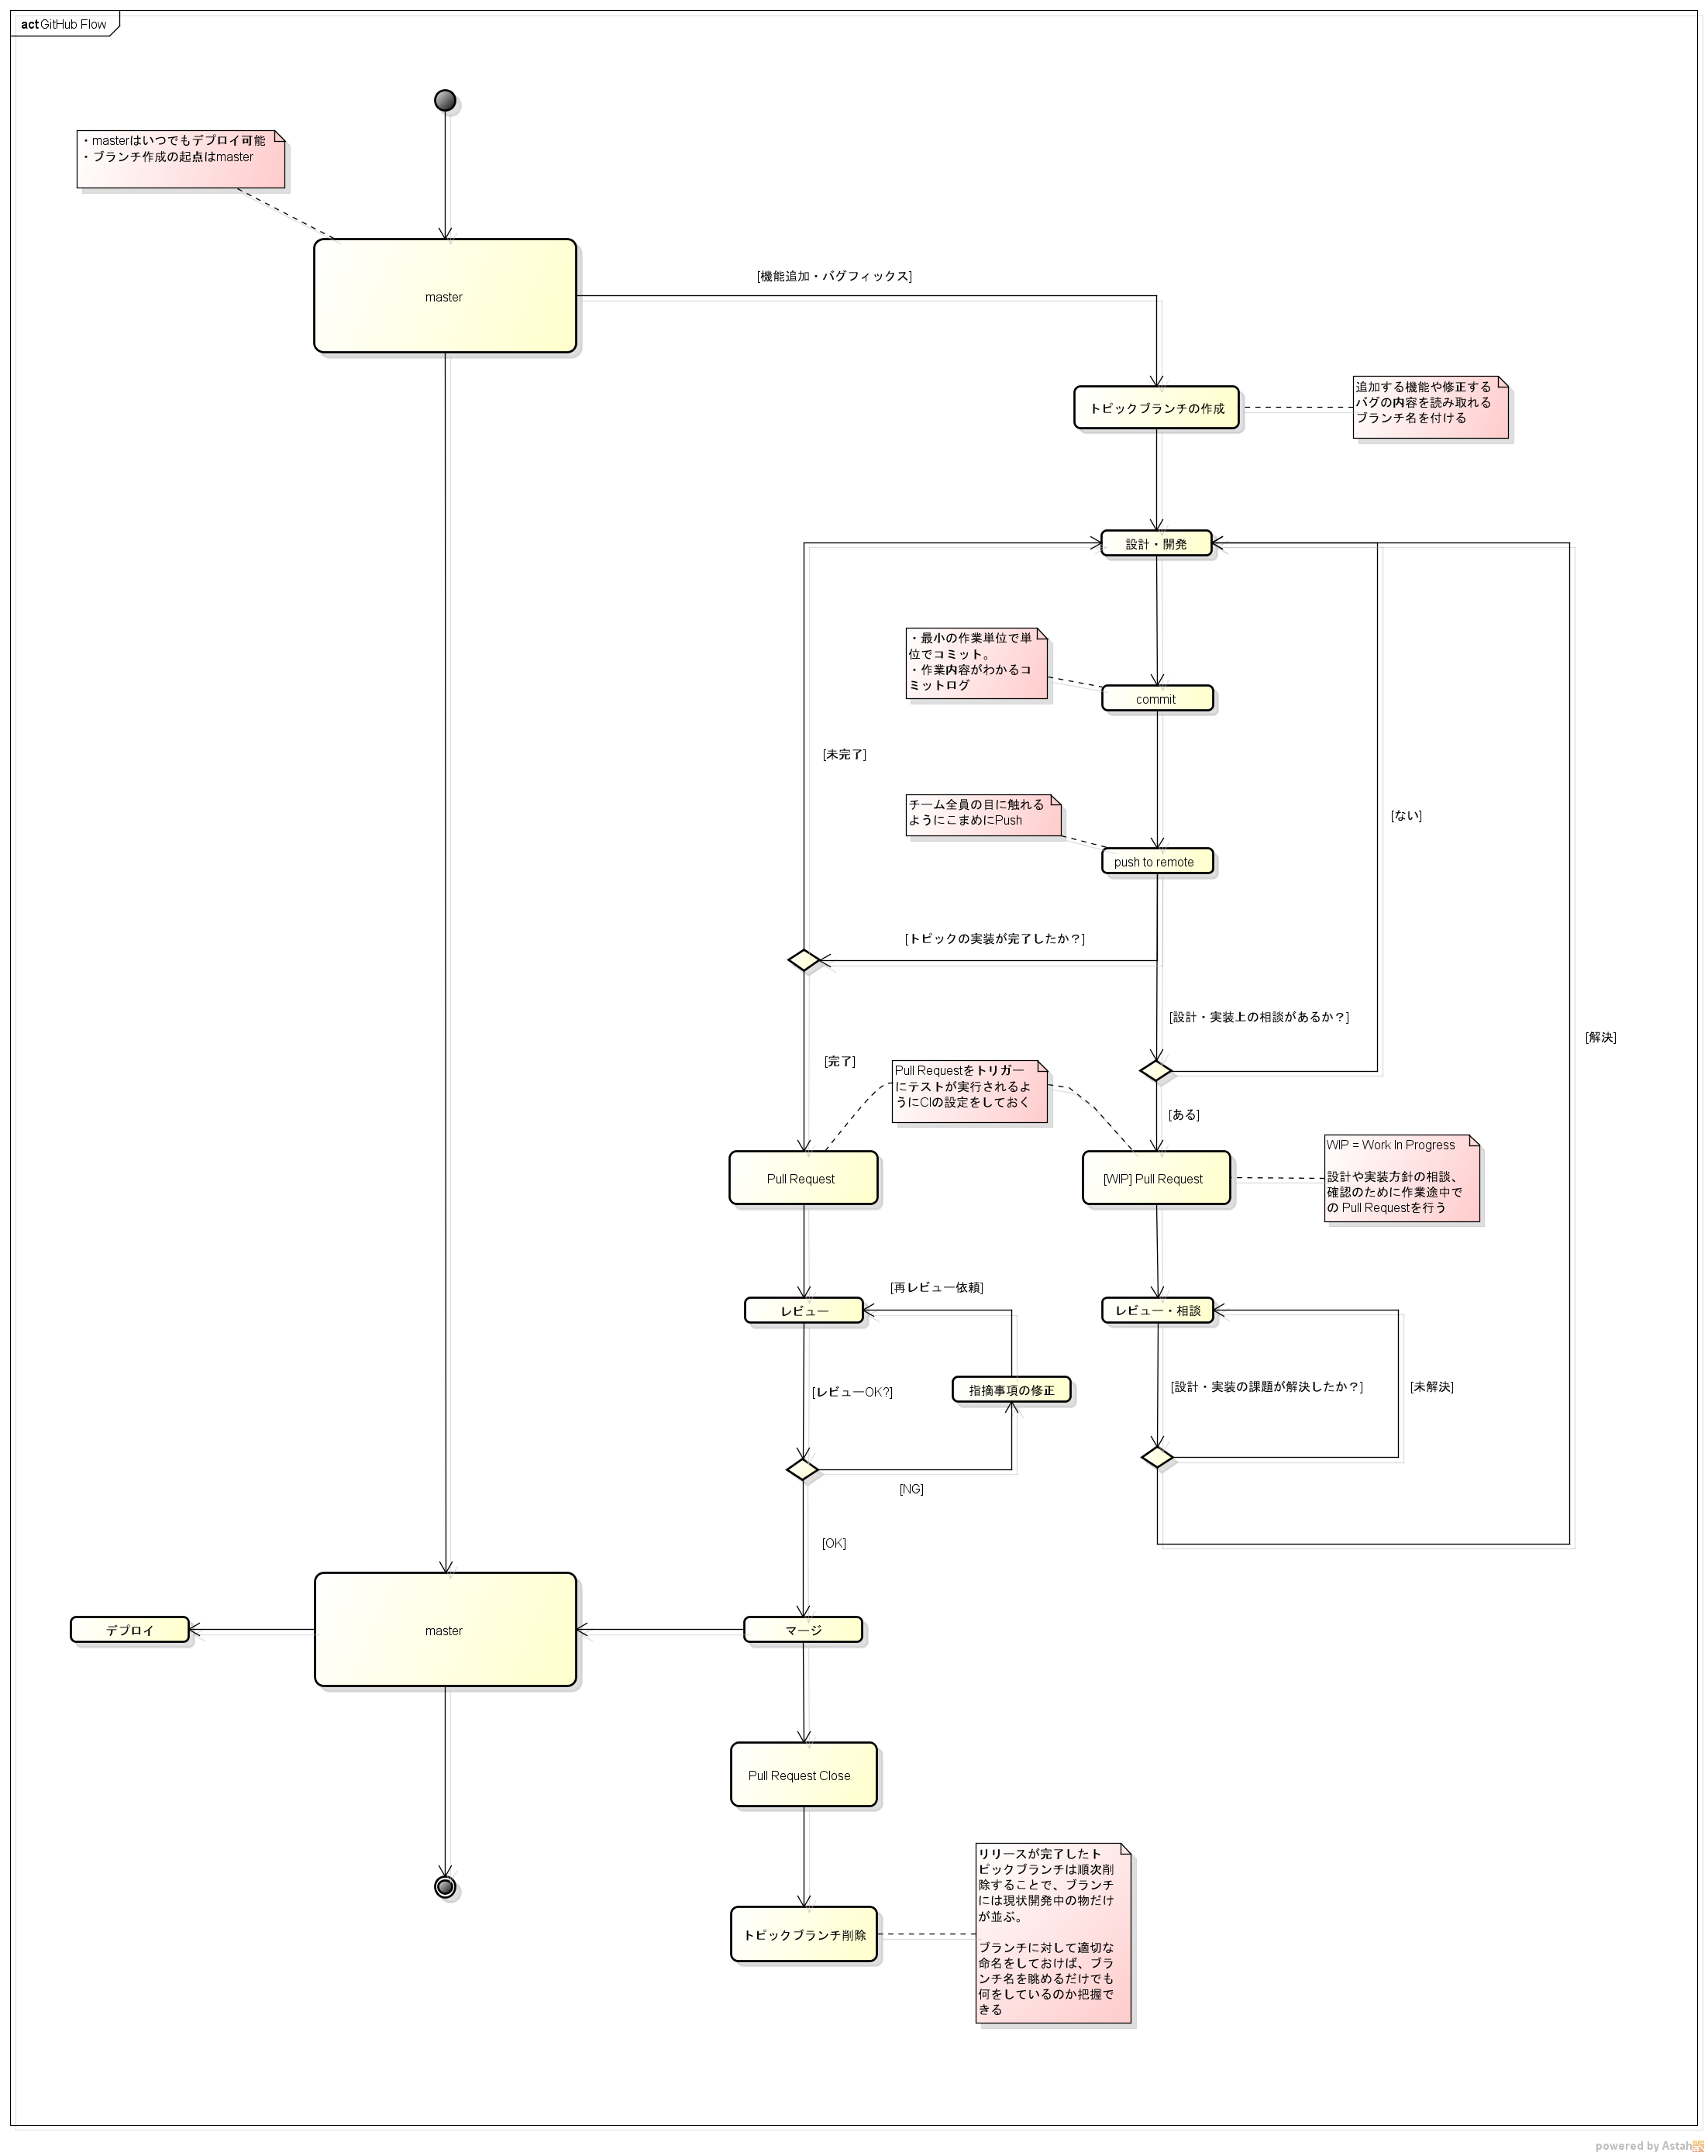 act GitHub Flow
・masterはいつでもデプロイ可能
・ブランチ作成の起点はmaster
master
[機能追加・バグフィックス]
トピックブランチの作成
追加する機能や修正する
バグの内容を読み取れる
ブランチ名を付ける
設計・開発
・最小の作業単位で単
位でコミット。
・作業内容がわかるコ
ミットログ
commit
[未完了]
チーム全員の目に触れる
ようにこまめにPush
[ない]
push to remote
[トピックの実装が完了したか？]
[設計・実装上の相談があるか？]
[解決]
[完了]
Pull Requestをトリガー
にテストが実行されるよ
うにCIの設定をしておく
[ある]
Pull Request
[WIP] Pull Request
WIP = Work In Progress
設計や実装方針の相談、
確認のために作業途中で
の Pull Requestを行う
[再レビュー依頼]
レビュー
レビュー・相談
[レビューOK?]
指摘事項の修正
[設計・実装の課題が解決したか？]
[未解決]
[NG]
[OK]
デプロイ
master
マージ
Pull Request Close
トピックブランチ削除
リリースが完了したト
ピックブランチは順次削
除することで、ブランチ
には現状開発中の物だけ
が並ぶ。
ブランチに対して適切な
命名をしておけば、ブラ
ンチ名を眺めるだけでも
何をしているのか把握で
きる
powered by Astah